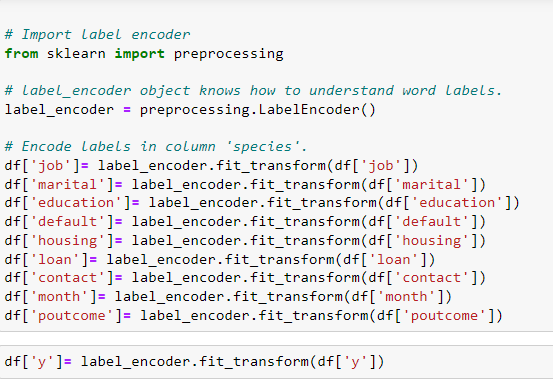 # Import label encoder
from sklearn import preprocessing
# label_encoder object knows how to understand word labels.
label_encoder = preprocessing.LabelEncoder()
# Encode labels in column 'species'.
df['job']= label_encoder.fit_transform(df['job'])
df['marital']= label_encoder.fit_transform(df['marital'])
df['education']= label_encoder.fit_transform(df['education'])
df['default']= label_encoder.fit_transform(df['default'])
df['housing']= label_encoder.fit_transform(df['housing'])
df['loan']= label_encoder.fit_transform(df['loan'])
df['contact']= label_encoder.fit_transform(df['contact'])
df['month']= label_encoder.fit_transform(df['month'])
df['poutcome']= label_encoder.fit_transform(df['poutcome'])
df['y']= label_encoder.fit_transform(df['y'])